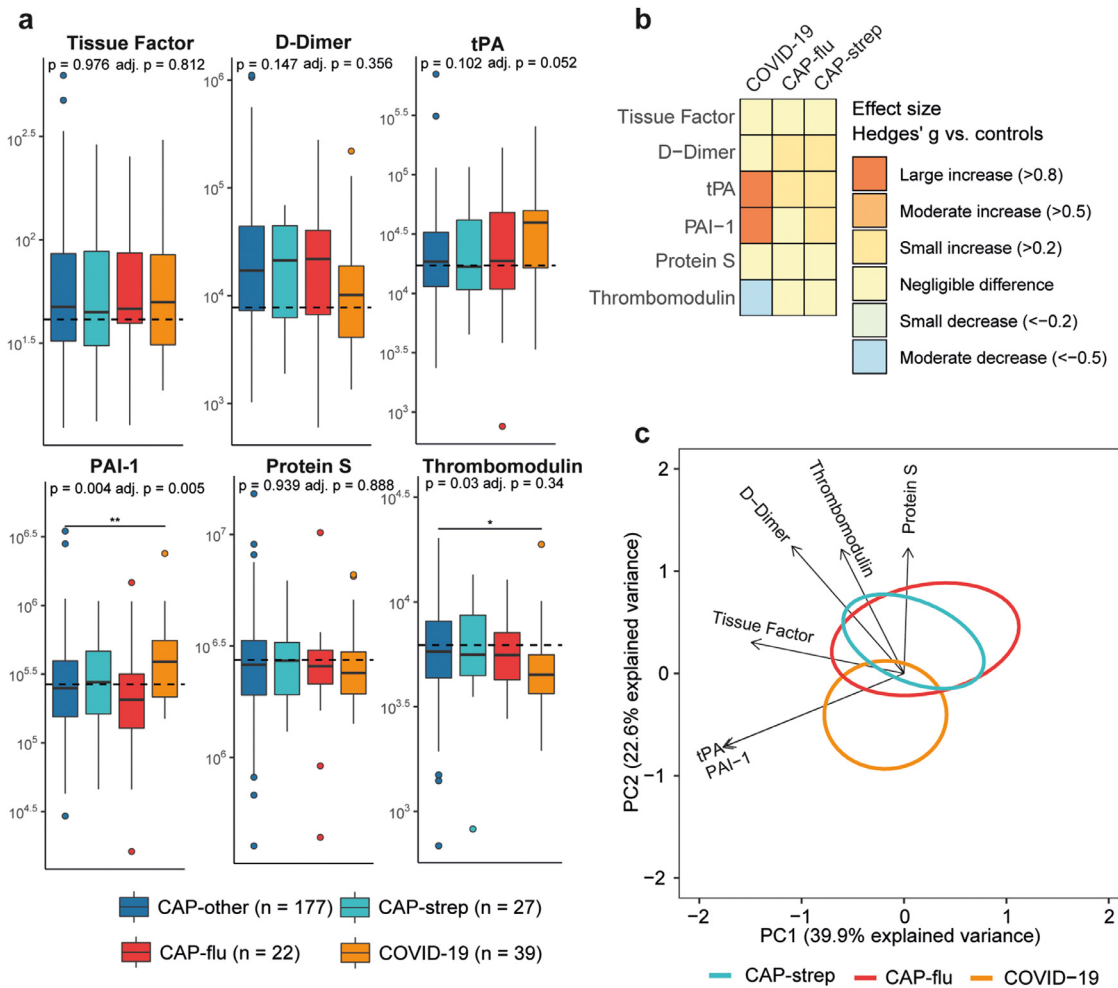 a
Tissue Factor
p = 0.976 adj. p = 0.812
10^2.5
10^2
10^1.5
D-Dimer
p = 0.147 adj. p = 0.356
10^6
10^5
10^4
10^3
tPA
p = 0.102 adj. p = 0.052
10^5.5
10^5
10^4.5
10^4
10^3.5
10^3
PAI-1
p = 0.004 adj. p = 0.005
**
10^6.5
10^6
10^5.5
10^5
10^4.5
Protein S
p = 0.939 adj. p = 0.888
10^7
10^6.5
10^6
Thrombomodulin
p = 0.03 adj. p = 0.34
*
10^4.5
10^4
10^3.5
10^3
CAP-other (n = 177)
CAP-strep (n = 27)
CAP-flu (n = 22)
COVID-19 (n = 39)
b
COVID-19
CAP-flu
CAP-strep
Tissue Factor
D−Dimer
tPA
PAI−1
Protein S
Thrombomodulin
Effect size
Hedges' g vs. controls
Large increase (>0.8)
Moderate increase (>0.5)
Small increase (>0.2)
Negligible difference
Small decrease (<−0.2)
Moderate decrease (<−0.5)
c
2
1
0
−1
−2
PC2 (22.6% explained variance)
D−Dimer
Thrombomodulin
Protein S
Tissue Factor
tPA
PAI−1
−2
−1
0
1
2
PC1 (39.9% explained variance)
CAP-strep
CAP-flu
COVID-19